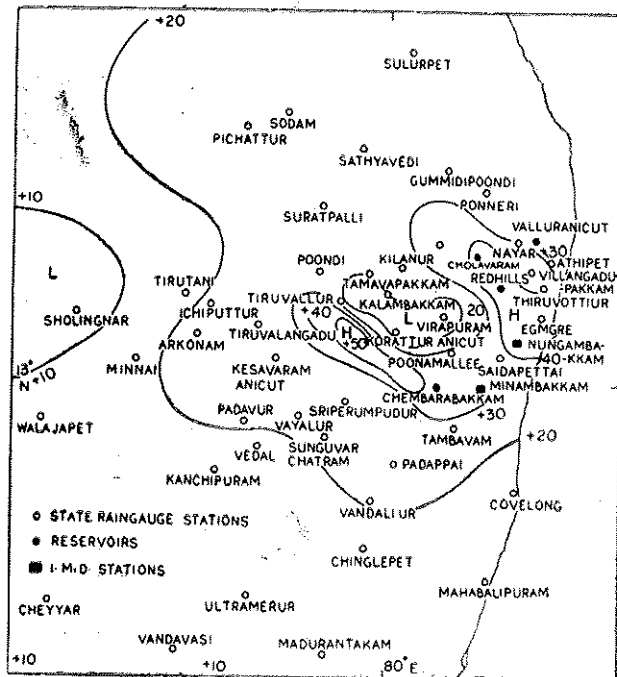 +20
SULURPET
SODAM
PICHATTUR
SATHYAVEDI
GUMMIDIPOONDI
PONNERI
+10
SURATPALLI
VALLURANICUT
NAYAR
+30
L
POONDI
KILANUR
CHOLAVARAM
ATHIPET
TIRUTANI
TAMAVAPAKKAM
REDHILLS
VILLANGADU
-PAKKAM
ICHIPUTTUR
TIRUVALLUR
KALAMBAKKAM
THIRUVOTTIUR
SHOLINGNAR
+40
L
20
H
TIRUVALANGADU
H
VIRAPURAM
EGMGRE
ARKONAM
+50
KORATTUR ANICUT
NUNGAMBA-
13°
N +10
MINNAI
KESAVARAM
ANICUT
POONAMALLEE
40-KKAM
SAIDAPETTAI
CHEMBARABAKKAM
MINAMBAKKAM
WALAJAPET
PADAVUR
SRIPERUMPUDUR
+30
VAYALUR
TAMBAVAM
+20
VEDAL
SUNGUVAR
CHATRAM
KANCHIPURAM
PADAPPAI
STATE RAINGAUGE STATIONS
VANDALIUR
COVELONG
RESERVOIRS
I·M·D· STATIONS
CHINGLEPET
MAHABALIPURAM
CHEYYAR
ULTRAMERUR
VANDAVASI
MADURANTAKAM
+10
+10
80°E